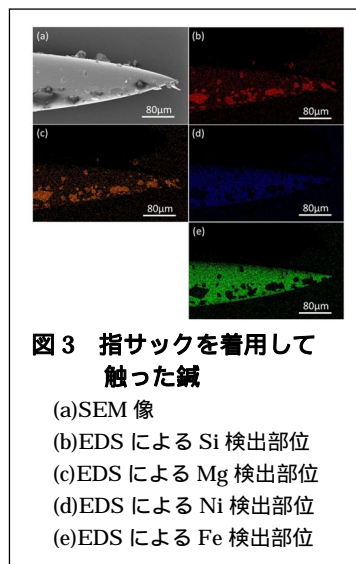 (a)
80μm
(b)
80μm
(c)
80μm
(d)
80μm
(e)
80μm
図 3 指サックを着用して
触った鍼
(a)SEM 像
(b)EDS による Si 検出部位
(c)EDS による Mg 検出部位
(d)EDS による Ni 検出部位
(e)EDS による Fe 検出部位